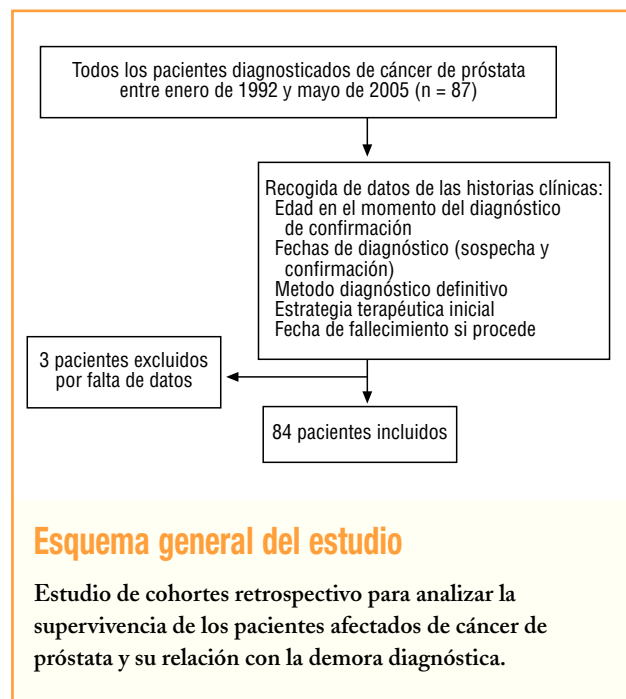 Todos los pacientes diagnosticados de cáncer de próstata
entre enero de 1992 y mayo de 2005 (n = 87)
Recogida de datos de las historias clínicas:
Edad en el momento del diagnóstico
de confirmación
Fechas de diagnóstico (sospecha y
confirmación)
Metodo diagnóstico definitivo
Estrategia terapéutica inicial
Fecha de fallecimiento si procede
3 pacientes excluidos
por falta de datos
84 pacientes incluidos
Esquema general del estudio
Estudio de cohortes retrospectivo para analizar la
supervivencia de los pacientes afectados de cáncer de
próstata y su relación con la demora diagnóstica.